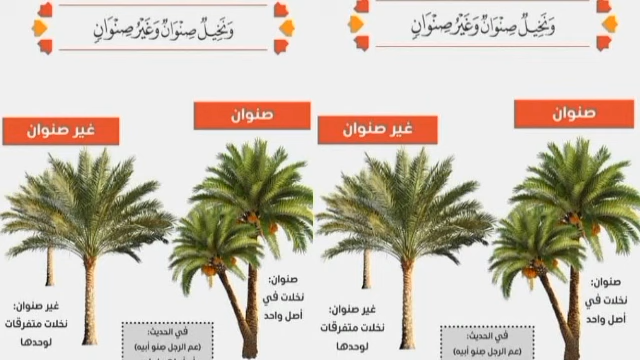 وَنَخِيلٌ صِنْوَانٌ وَغَيْرُ صِنْوَانٍ
صنوان
غير صنوان
صنوان:
نخلات في
أصل واحد
غير صنوان:
نخلات متفرقات
لوحدها
في الحديث:
(عم الرجل صنو أبيه)
وَنَخِيلٌ صِنْوَانٌ وَغَيْرُ صِنْوَانٍ
صنوان
غير صنوان
صنوان:
نخلات في
أصل واحد
غير صنوان:
نخلات متفرقات
لوحدها
في الحديث:
(عم الرجل صنو أبيه)